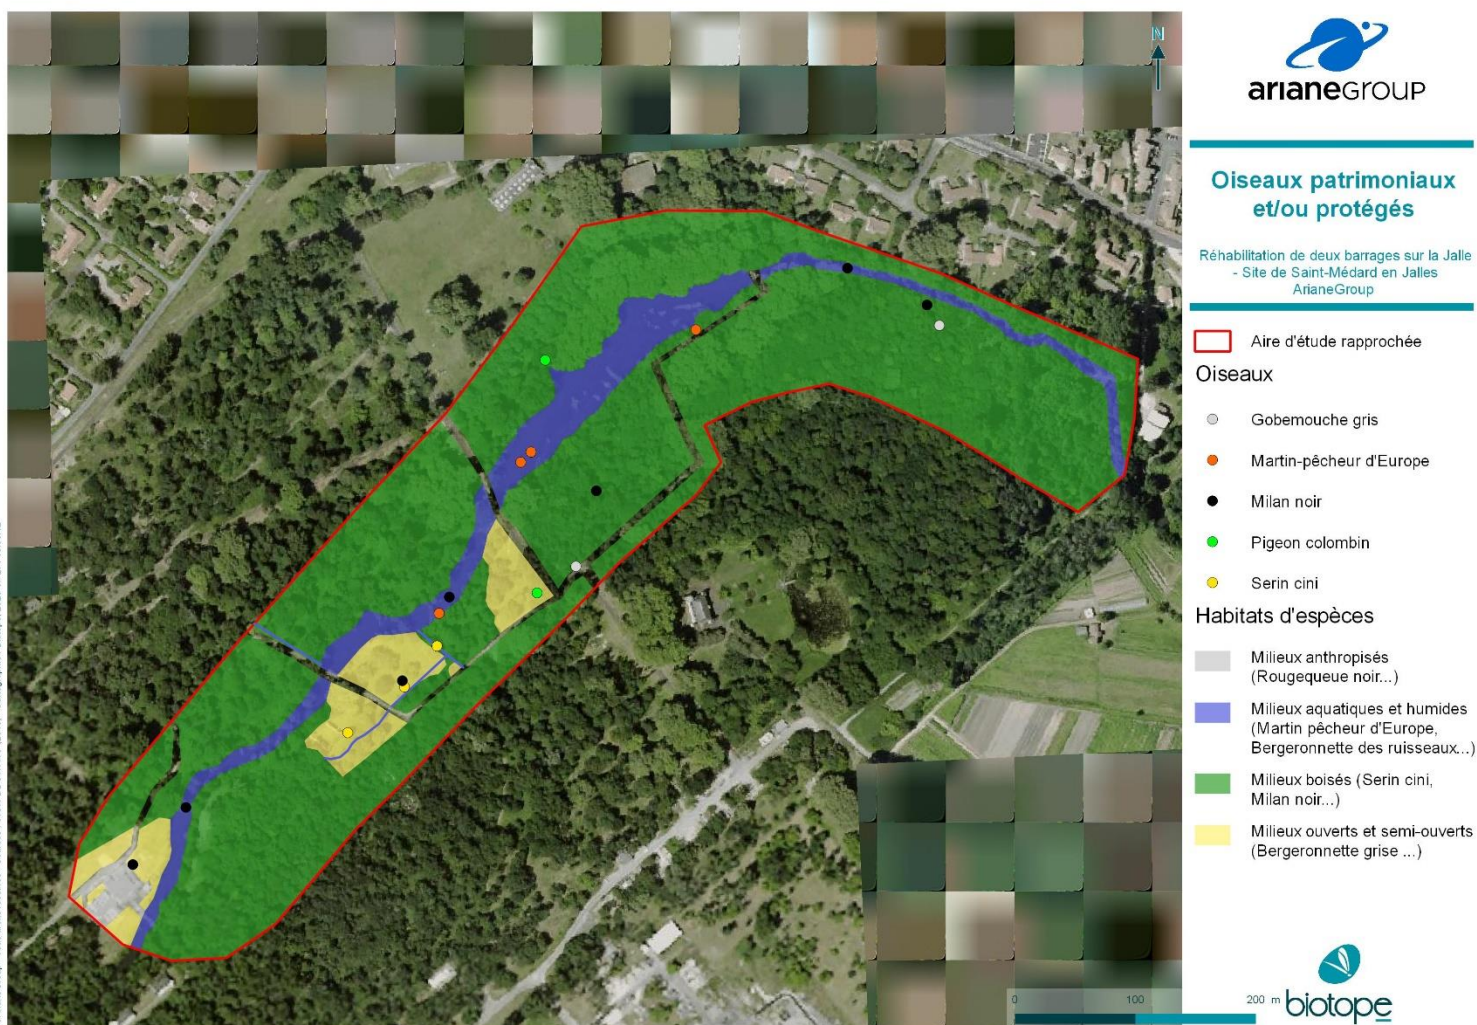 N
arianeGROUP
Oiseaux patrimoniaux
et/ou protégés
Réhabilitation de deux barrages sur la Jalle
- Site de Saint-Médard en Jalles
ArianeGroup
Aire d'étude rapprochée
Oiseaux
Gobemouche gris
Martin-pêcheur d'Europe
Milan noir
Pigeon colombin
Serin cini
Habitats d'espèces
Milieux anthropisés
(Rougequeue noir...)
Milieux aquatiques et humides
(Martin pêcheur d'Europe,
Bergeronnette des ruisseaux...)
Milieux boisés (Serin cini,
Milan noir...)
Milieux ouverts et semi-ouverts
(Bergeronnette grise ...)
0 100 200 m
biotope